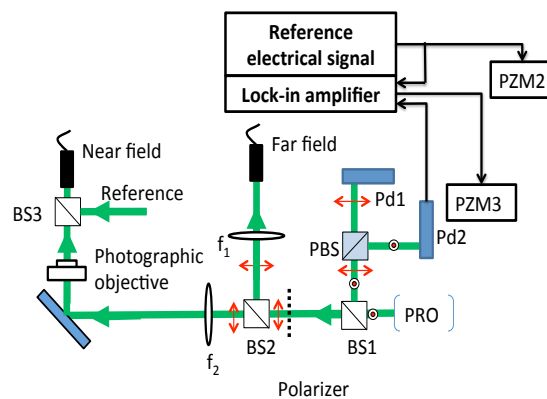 Reference
electrical signal
Lock-in amplifier
PZM2
PZM3
Near field
Far field
Reference
BS3
Pd1
Pd2
PBS
Photographic
objective
f1
f2
BS2
BS1
PRO
Polarizer